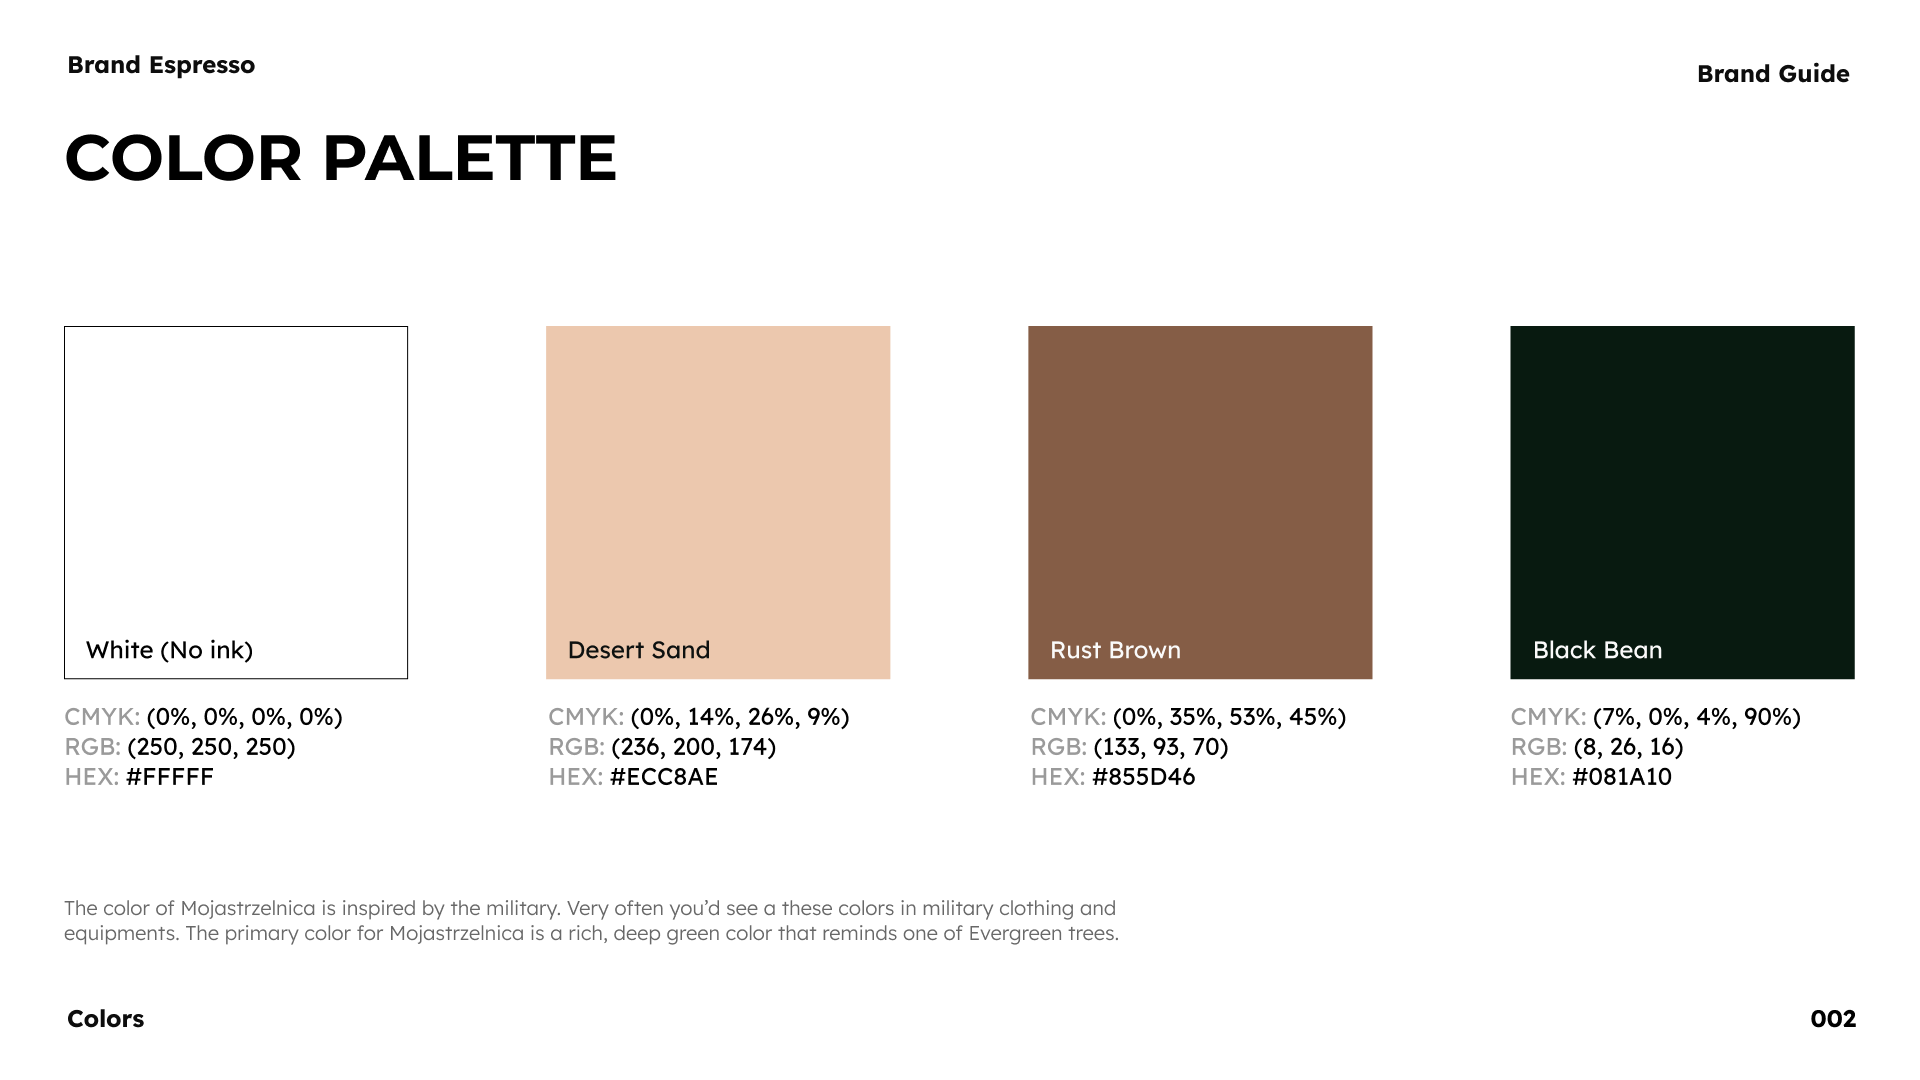 Brand Espresso
Brand Guide
COLOR PALETTE
White (No ink)
CMYK: (0%, 0%, 0%, 0%)
RGB: (250, 250, 250)
HEX: #FFFFF
Desert Sand
CMYK: (0%, 14%, 26%, 9%)
RGB: (236, 200, 174)
HEX: #ECC8AE
Rust Brown
CMYK: (0%, 35%, 53%, 45%)
RGB: (133, 93, 70)
HEX: #855D46
Black Bean
CMYK: (7%, 0%, 4%, 90%)
RGB: (8, 26, 16)
HEX: #081A10
The color of Mojastrzelnica is inspired by the military. Very often you’d see a these colors in military clothing and
equipments. The primary color for Mojastrzelnica is a rich, deep green color that reminds one of Evergreen trees.
Colors
002